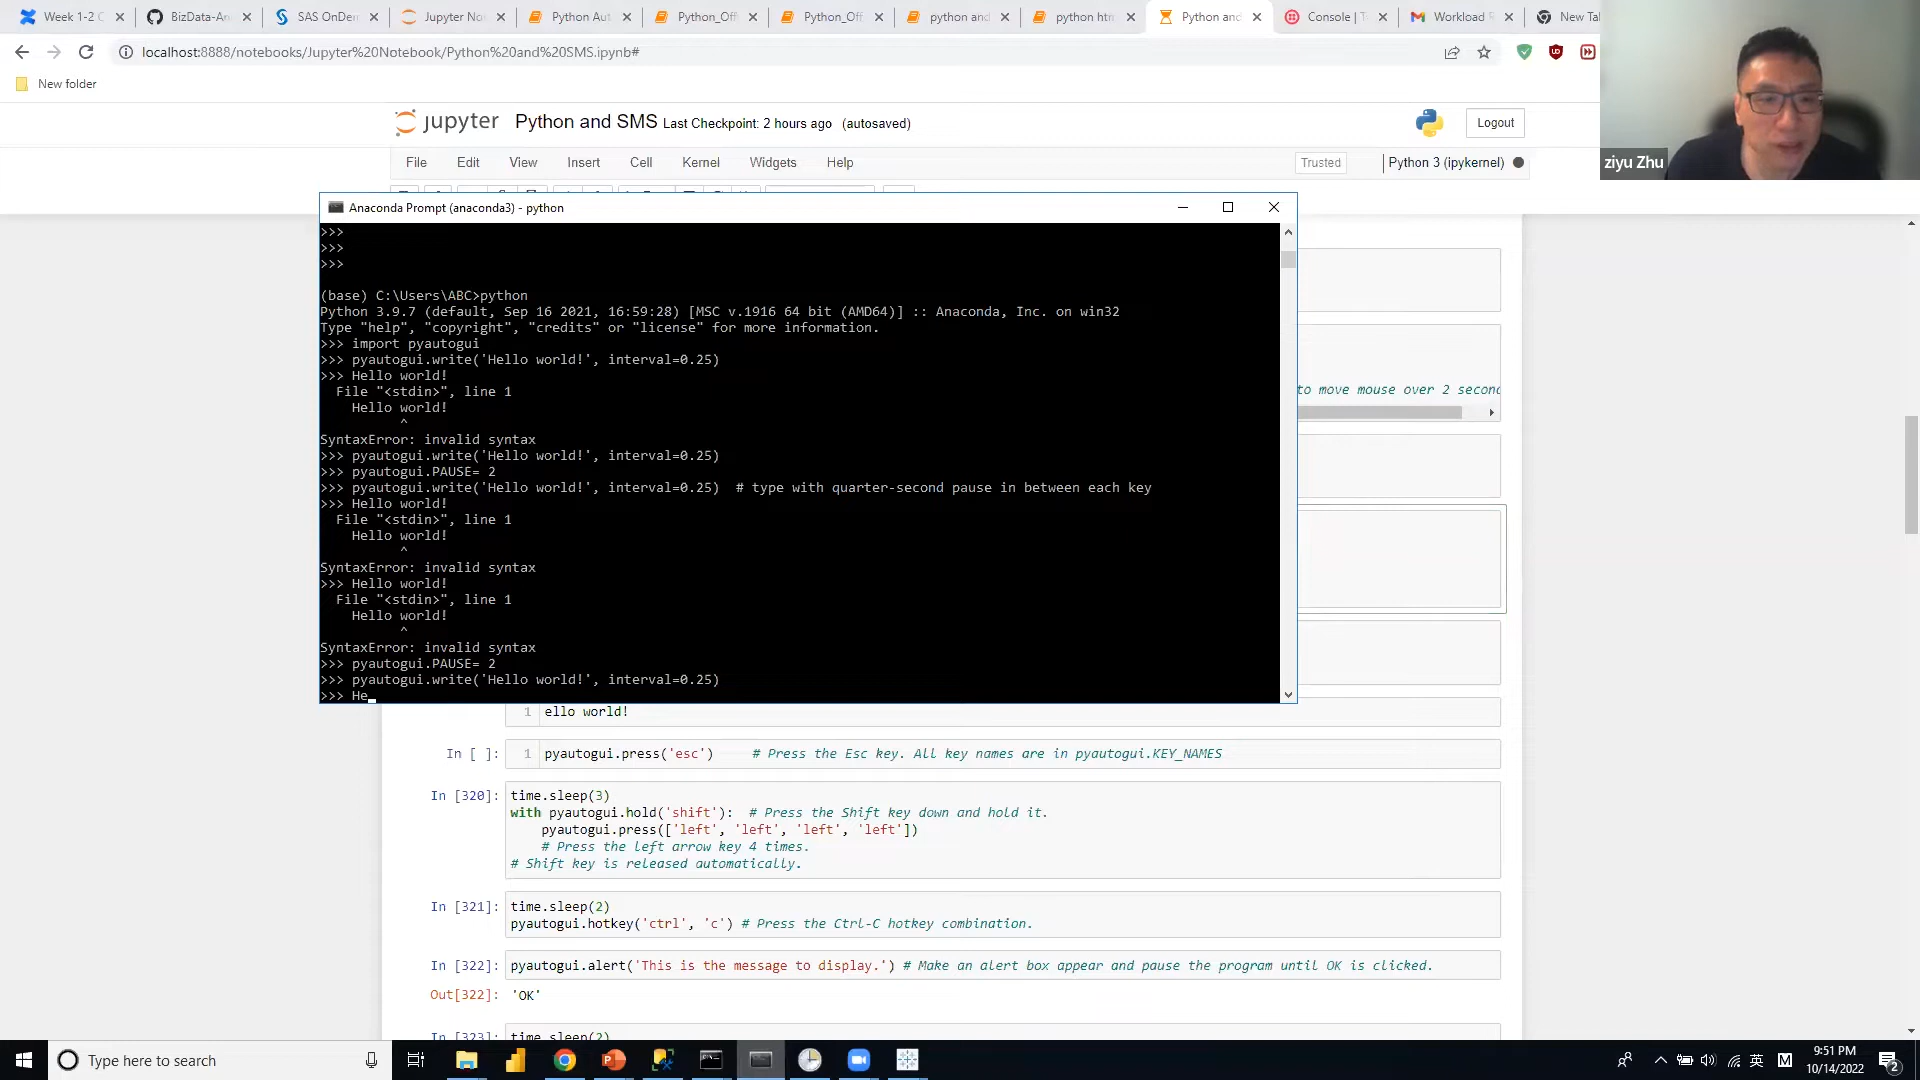 Week 1-2 C
BizData-An
SAS OnDem
Jupyter No
Python Aut
Python_Off
Python_Off
python and
python htm
Python and
Console | T
Workload R
New Tab
localhost:8888/notebooks/Jupyter%20Notebook/Python%20and%20SMS.ipynb#
New folder
jupyter Python and SMS Last Checkpoint: 2 hours ago (autosaved)
Logout
File Edit View Insert Cell Kernel Widgets Help
Trusted
Python 3 (ipykernel)
ziyu Zhu
Anaconda Prompt (anaconda3) - python
>>>
>>>
>>>
(base) C:\Users\ABC>python
Python 3.9.7 (default, Sep 16 2021, 16:59:28) [MSC v.1916 64 bit (AMD64)] :: Anaconda, Inc. on win32
Type "help", "copyright", "credits" or "license" for more information.
>>> import pyautogui
>>> pyautogui.write('Hello world!', interval=0.25)
>>> Hello world!
  File "<stdin>", line 1
    Hello world!
          ^
SyntaxError: invalid syntax
>>> pyautogui.write('Hello world!', interval=0.25)
>>> pyautogui.PAUSE= 2
>>> pyautogui.write('Hello world!', interval=0.25)  # type with quarter-second pause in between each key
>>> Hello world!
  File "<stdin>", line 1
    Hello world!
          ^
SyntaxError: invalid syntax
>>> Hello world!
  File "<stdin>", line 1
    Hello world!
          ^
SyntaxError: invalid syntax
>>> pyautogui.PAUSE= 2
>>> pyautogui.write('Hello world!', interval=0.25)
>>> He_
to move mouse over 2 second
1 ello world!
In [ ]: 1 pyautogui.press('esc')     # Press the Esc key. All key names are in pyautogui.KEY_NAMES
In [320]: time.sleep(3)
with pyautogui.hold('shift'):  # Press the Shift key down and hold it.
    pyautogui.press(['left', 'left', 'left', 'left'])
    # Press the left arrow key 4 times.
# Shift key is released automatically.
In [321]: time.sleep(2)
pyautogui.hotkey('ctrl', 'c') # Press the Ctrl-C hotkey combination.
In [322]: pyautogui.alert('This is the message to display.') # Make an alert box appear and pause the program until OK is clicked.
Out[322]: 'OK'
In [323]: time.sleep(2)
Type here to search
英
M
9:51 PM
10/14/2022
2